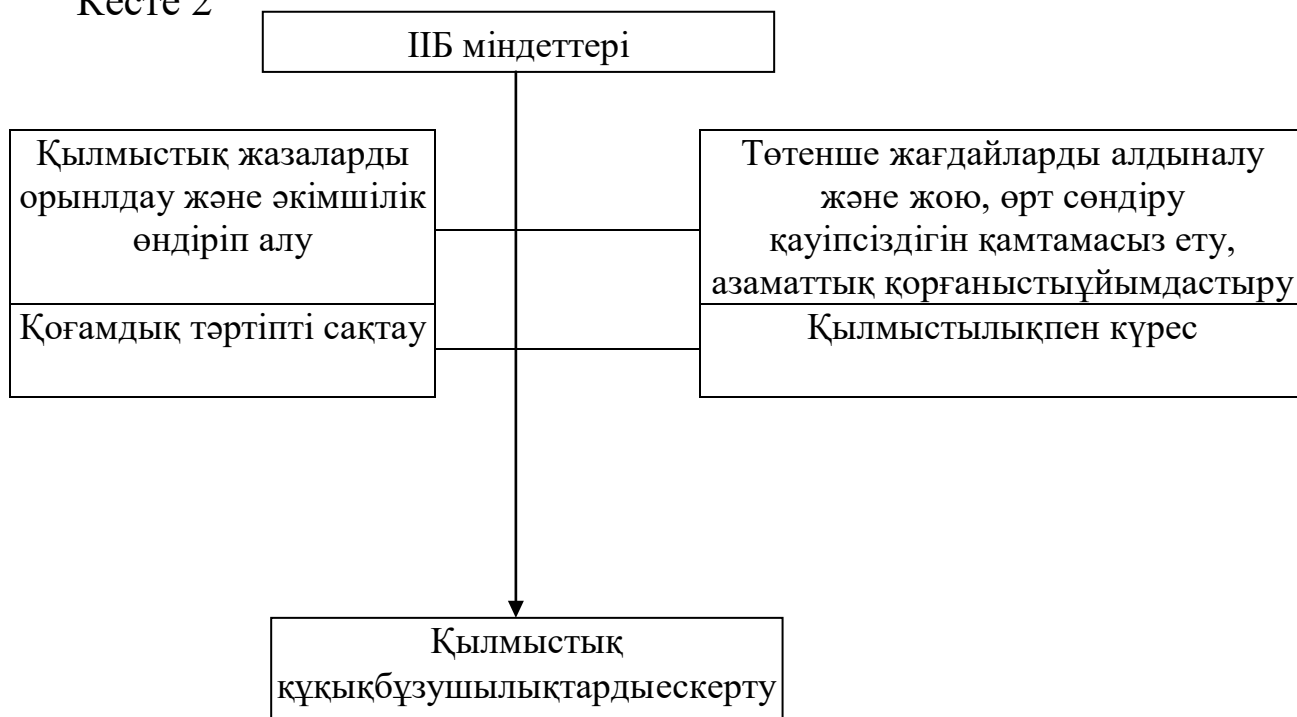 Кесте 2
ІІБ міндеттері
Қылмыстық жазаларды
орынлдау және әкімшілік
өндіріп алу
Қоғамдық тәртіпті сақтау
Төтенше жағдайларды алдыналу
және жою, өрт сөндіру
қауіпсіздігін қамтамасыз ету,
азаматтық қорғаныстыұйымдастыру
Қылмыстылықпен күрес
Қылмыстық
құқықбұзушылықтардыескерту